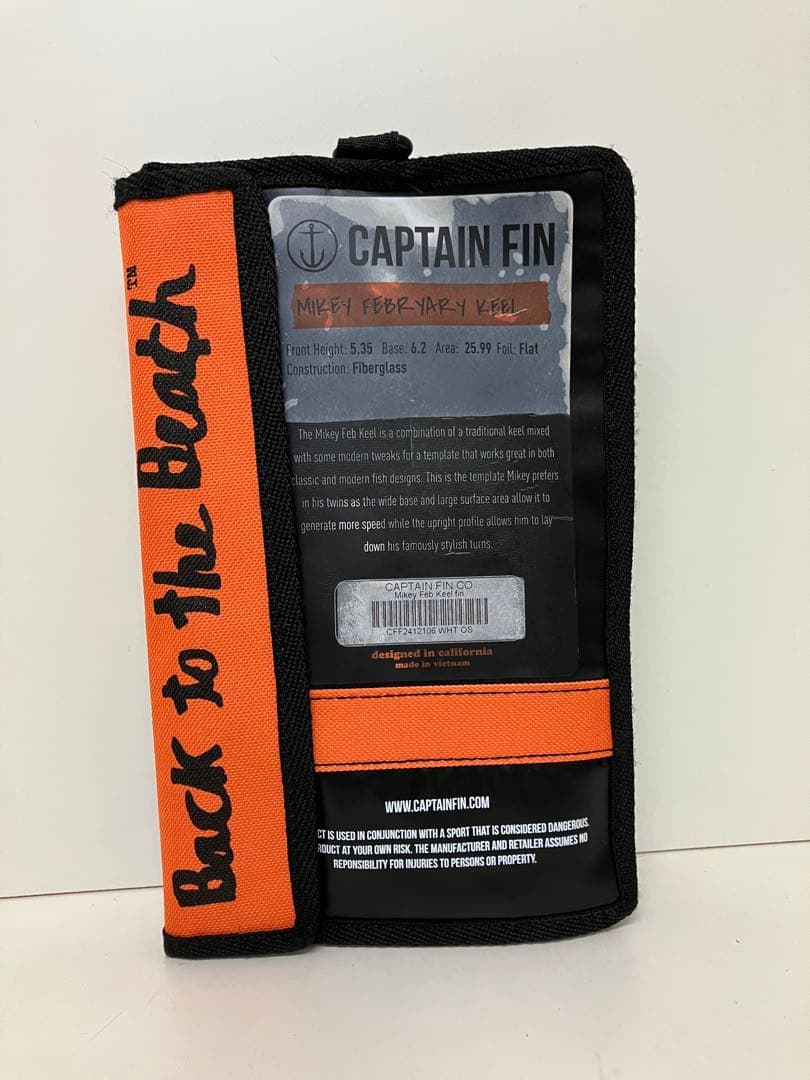 Back to the Beach™
CAPTAIN FIN
MIKEY FEBRYARY KEEL
Front Height: 5.35 Base: 6.2 Area: 25.99 Foil: Flat
Construction: Fiberglass
The Mikey Feb Keel is a combination of a traditional keel mixed
with some modern tweaks for a template that works great in both
classic and modern fish designs. This is the template Mikey prefers
in his twins as the wide base and large surface area allow it to
generate more speed while the upright profile allows him to lay
down his famously stylish turns.
CAPTAIN FIN CO
Mikey Feb Keel fin
CFF2412106 WHT OS
designed in california
made in vietnam
WWW.CAPTAINFIN.COM
CT IS USED IN CONJUNCTION WITH A SPORT THAT IS CONSIDERED DANGEROUS.
ODUCT AT YOUR OWN RISK. THE MANUFACTURER AND RETAILER ASSUMES NO
REPONSIBILITY FOR INJURIES TO PERSONS OR PROPERTY.